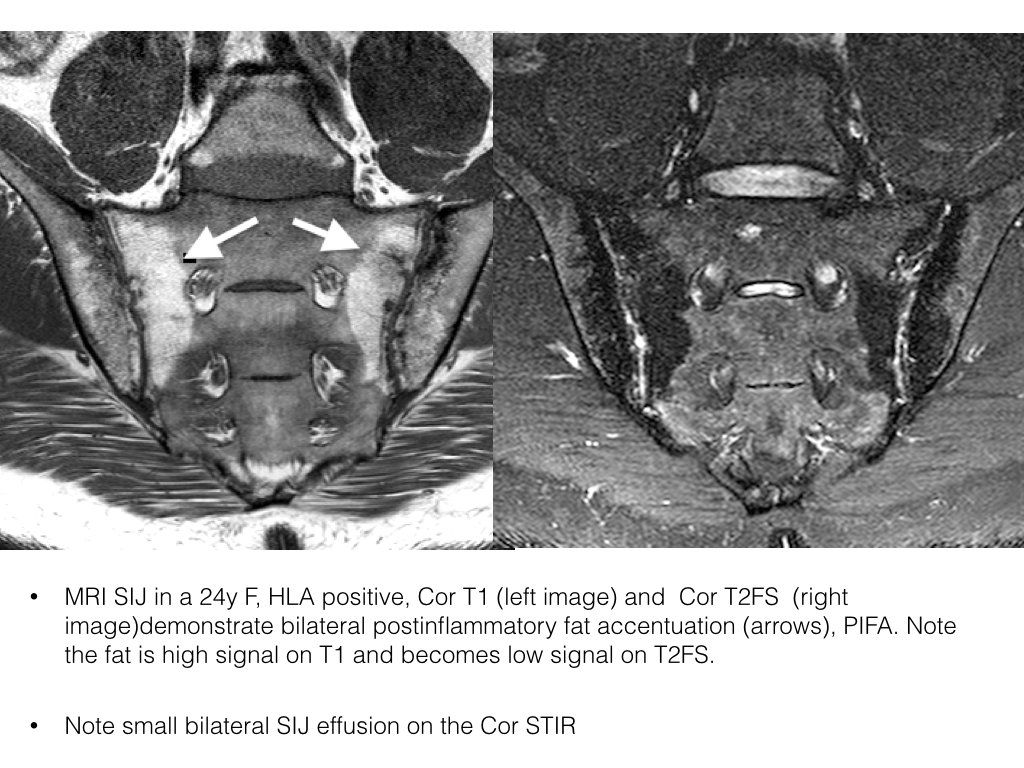 • MRI SIJ in a 24y F, HLA positive, Cor T1 (left image) and  Cor T2FS  (right
image)demonstrate bilateral postinflammatory fat accentuation (arrows), PIFA. Note
the fat is high signal on T1 and becomes low signal on T2FS.
• Note small bilateral SIJ effusion on the Cor STIR